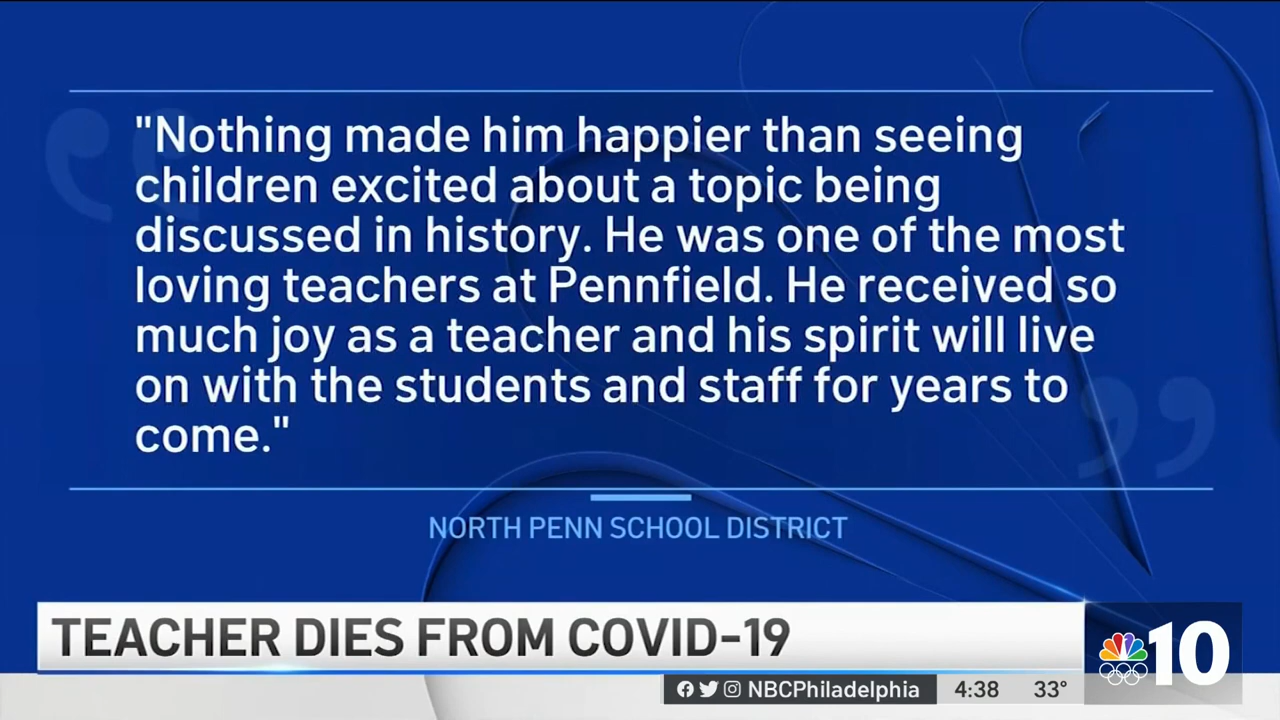 "Nothing made him happier than seeing
children excited about a topic being
discussed in history. He was one of the most
loving teachers at Pennfield. He received so
much joy as a teacher and his spirit will live
on with the students and staff for years to
come."
NORTH PENN SCHOOL DISTRICT
TEACHER DIES FROM COVID-19
10
NBCPhiladelphia 4:38 33°